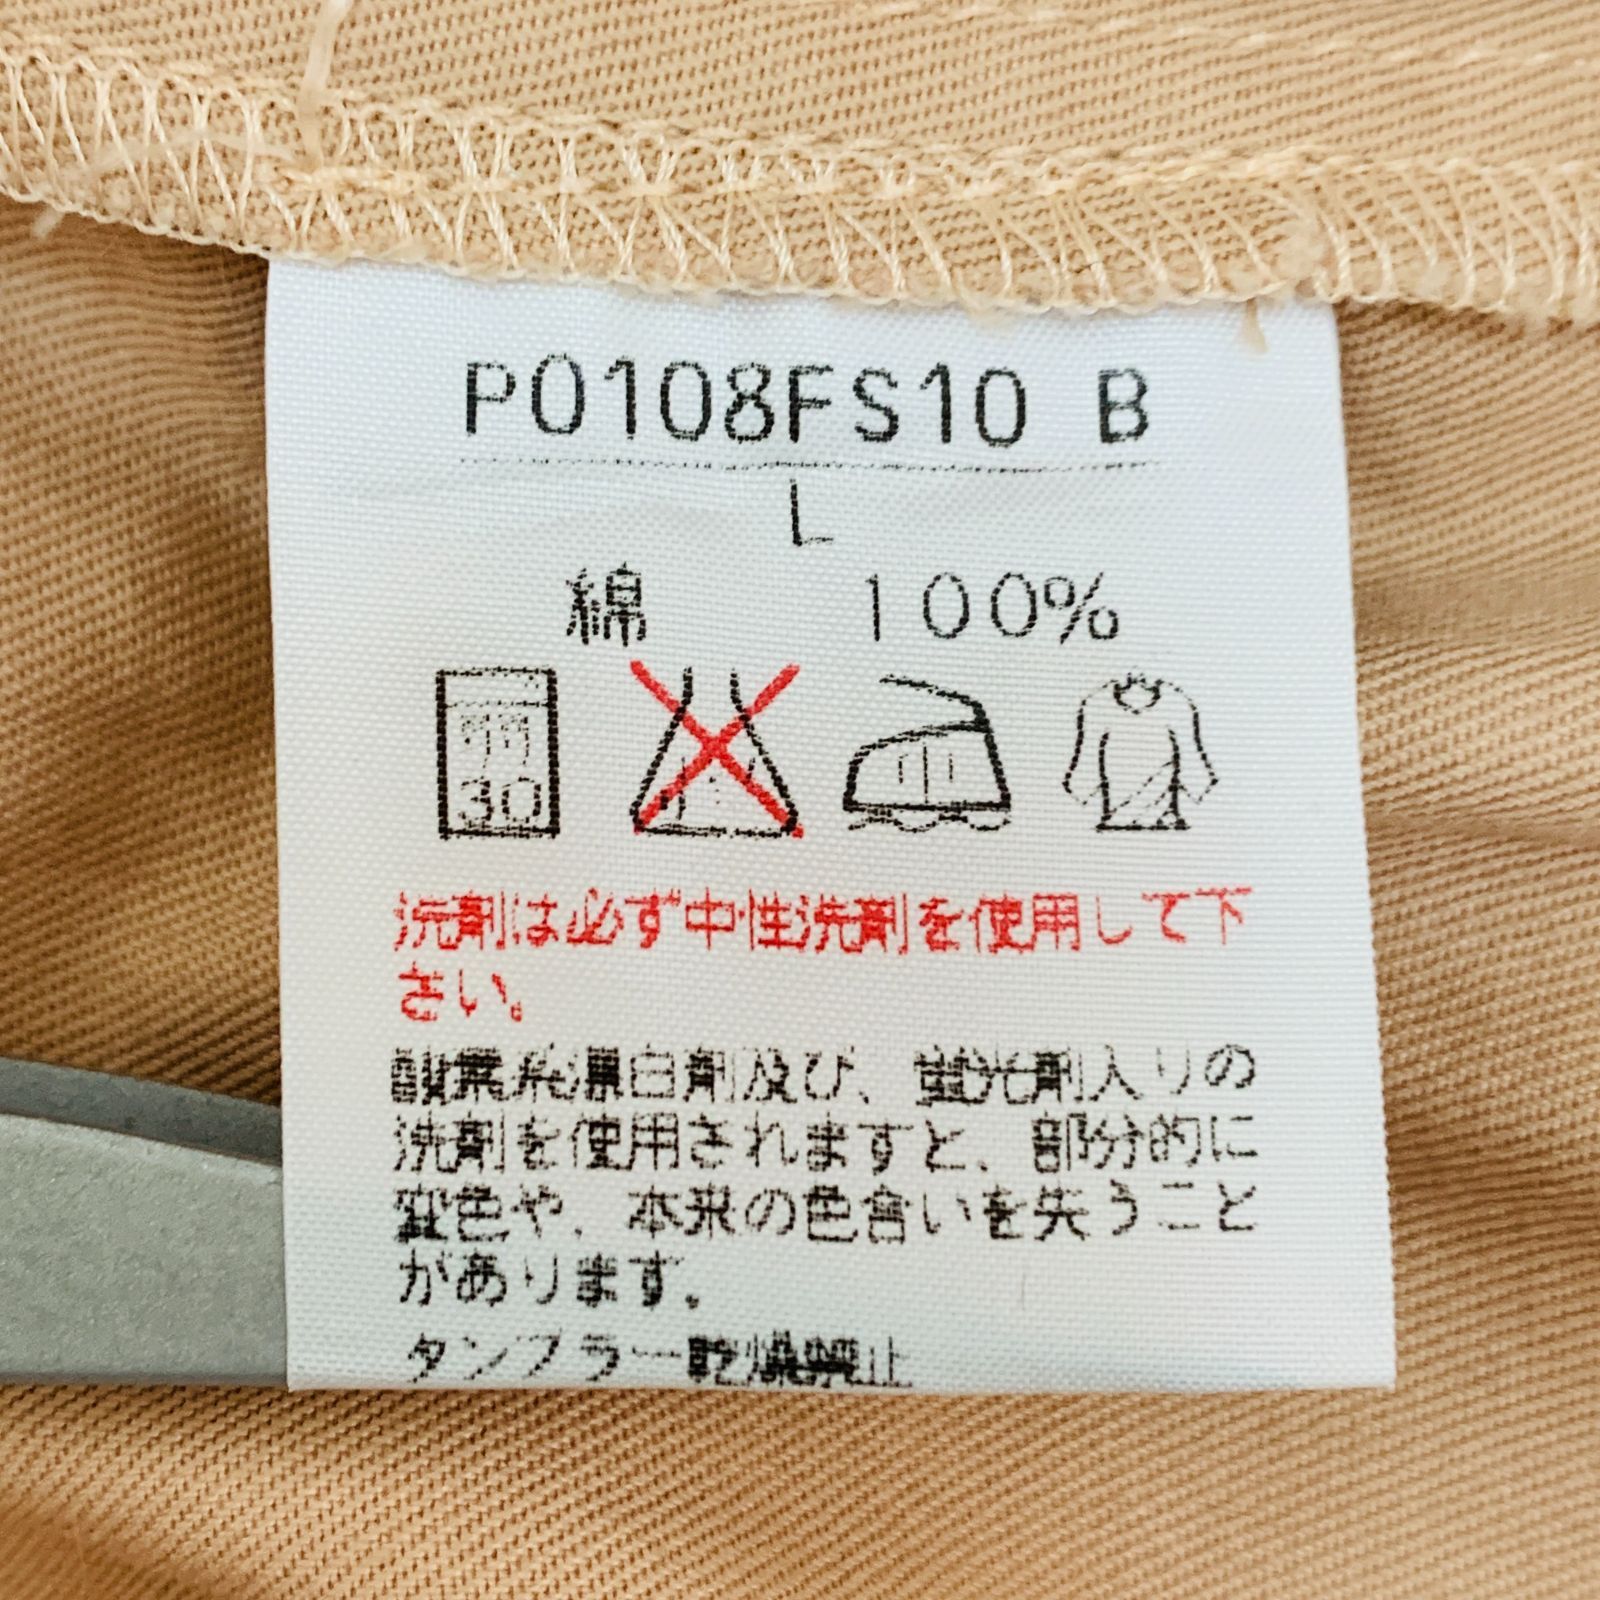 P0108FS10 B
L
綿 100%
弱
30
洗剤は必ず中性洗剤を使用して下
さい。
酸素系漂白剤及び、蛍光剤入りの
洗剤を使用されますと、部分的に
変色や、本来の色合いを失うこと
があります。
タンブラー乾燥禁止